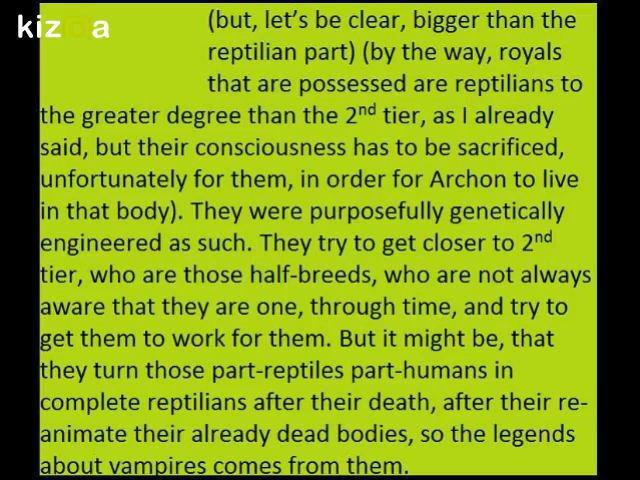 kizoa
(but, let's be clear, bigger than the
reptilian part) (by the way, royals
that are possessed are reptilians to
the greater degree than the 2nd tier, as I already
said, but their consciousness has to be sacrificed,
unfortunately for them, in order for Archon to live
in that body). They were purposefully genetically
engineered as such. They try to get closer to 2nd
tier, who are those half-breeds, who are not always
aware that they are one, through time, and try to
get them to work for them. But it might be, that
they turn those part-reptiles part-humans in
complete reptilians after their death, after their re-
animate their already dead bodies, so the legends
about vampires comes from them.